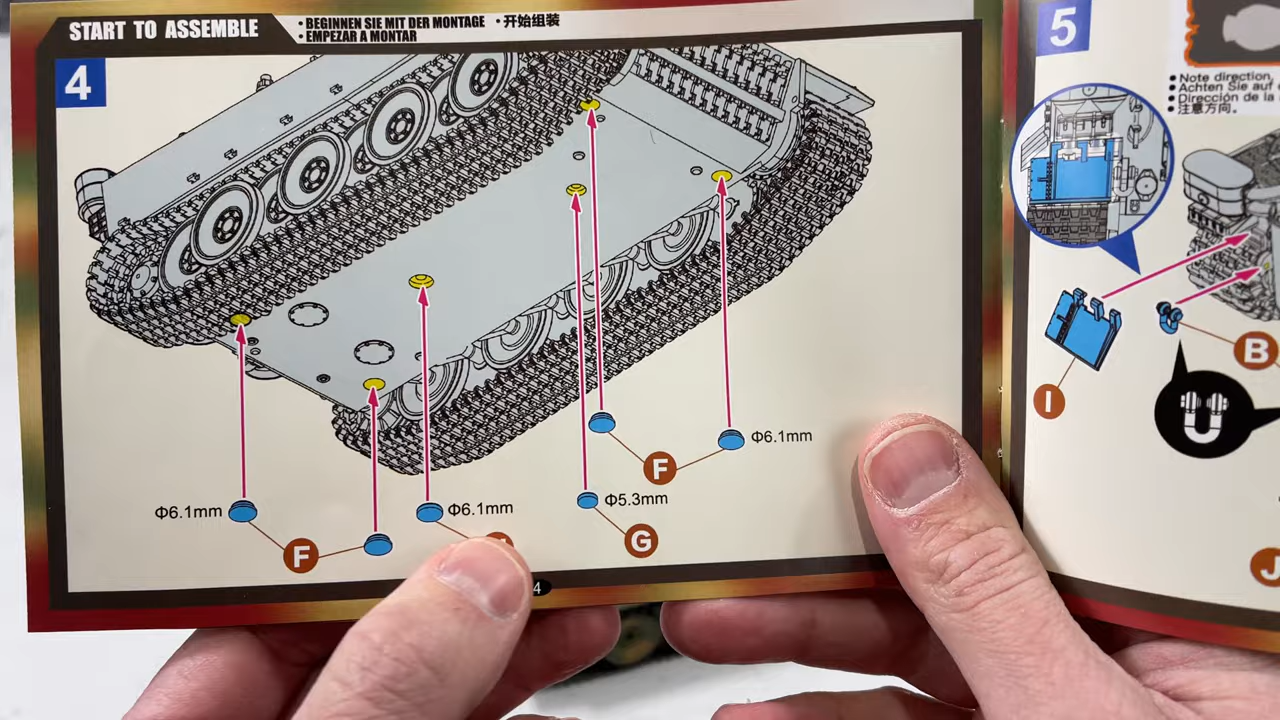 START TO ASSEMBLE
• BEGINNEN SIE MIT DER MONTAGE • 开始组装
• EMPEZAR A MONTAR
4
Φ6.1mm
F
Φ6.1mm
Φ5.3mm
G
F
Φ6.1mm
4
5
• Note direction,
• Achten Sie auf
• Dirección de la
• 注意方向。
B
I
J